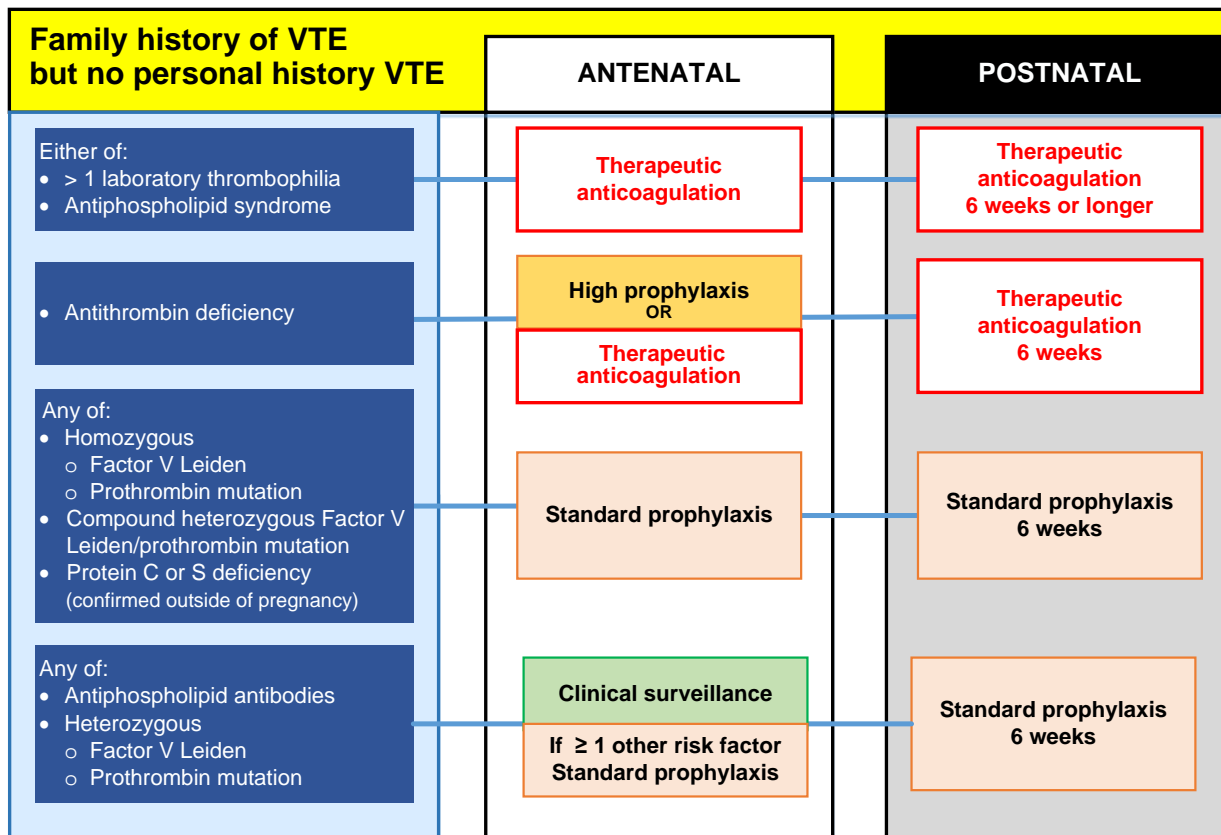 Family history of VTE
but no personal history VTE
ANTENATAL
POSTNATAL
Either of:
• > 1 laboratory thrombophilia
• Antiphospholipid syndrome
Therapeutic
anticoagulation
Therapeutic
anticoagulation
6 weeks or longer
• Antithrombin deficiency
High prophylaxis
OR
Therapeutic
anticoagulation
Therapeutic
anticoagulation
6 weeks
Any of:
• Homozygous
o Factor V Leiden
o Prothrombin mutation
• Compound heterozygous Factor V
Leiden/prothrombin mutation
• Protein C or S deficiency
(confirmed outside of pregnancy)
Standard prophylaxis
Standard prophylaxis
6 weeks
Any of:
• Antiphospholipid antibodies
• Heterozygous
o Factor V Leiden
o Prothrombin mutation
Clinical surveillance
If ≥ 1 other risk factor
Standard prophylaxis
Standard prophylaxis
6 weeks